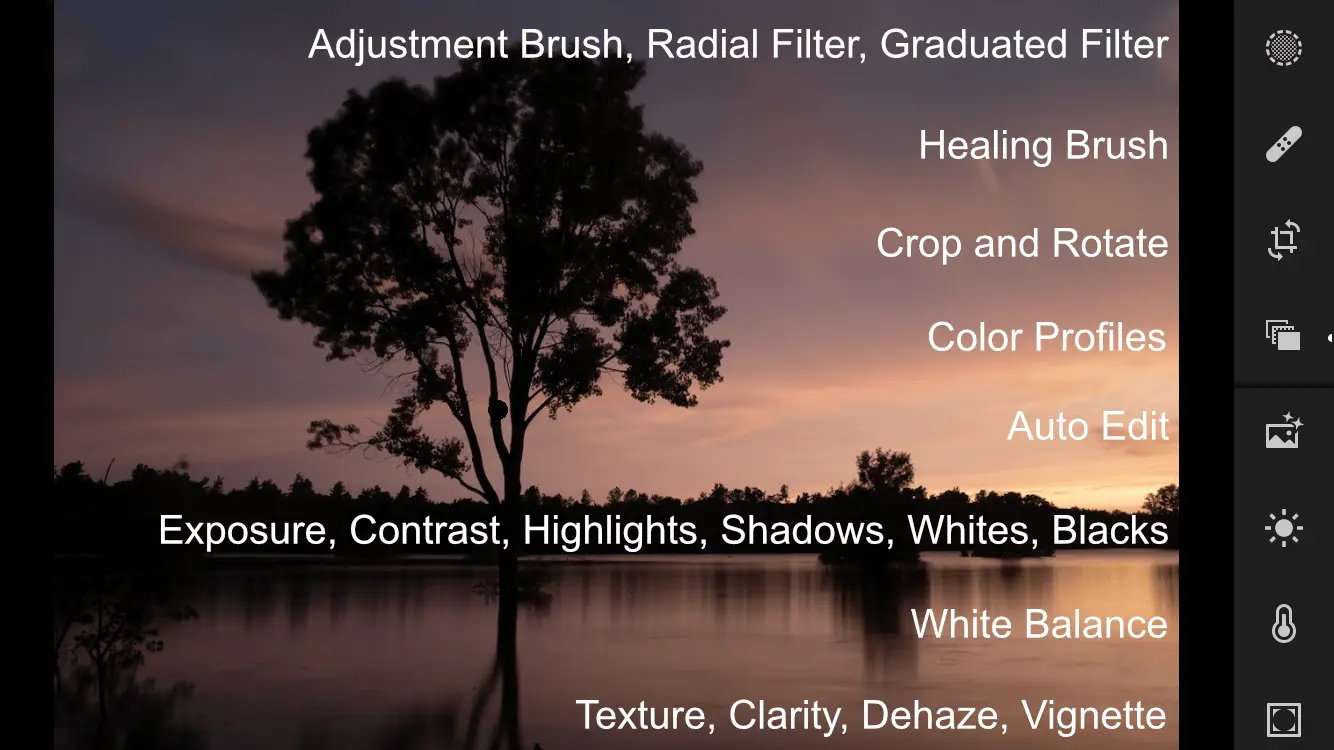 Adjustment Brush, Radial Filter, Graduated Filter
Healing Brush
Crop and Rotate
Color Profiles
Auto Edit
Exposure, Contrast, Highlights, Shadows, Whites, Blacks
White Balance
Texture, Clarity, Dehaze, Vignette